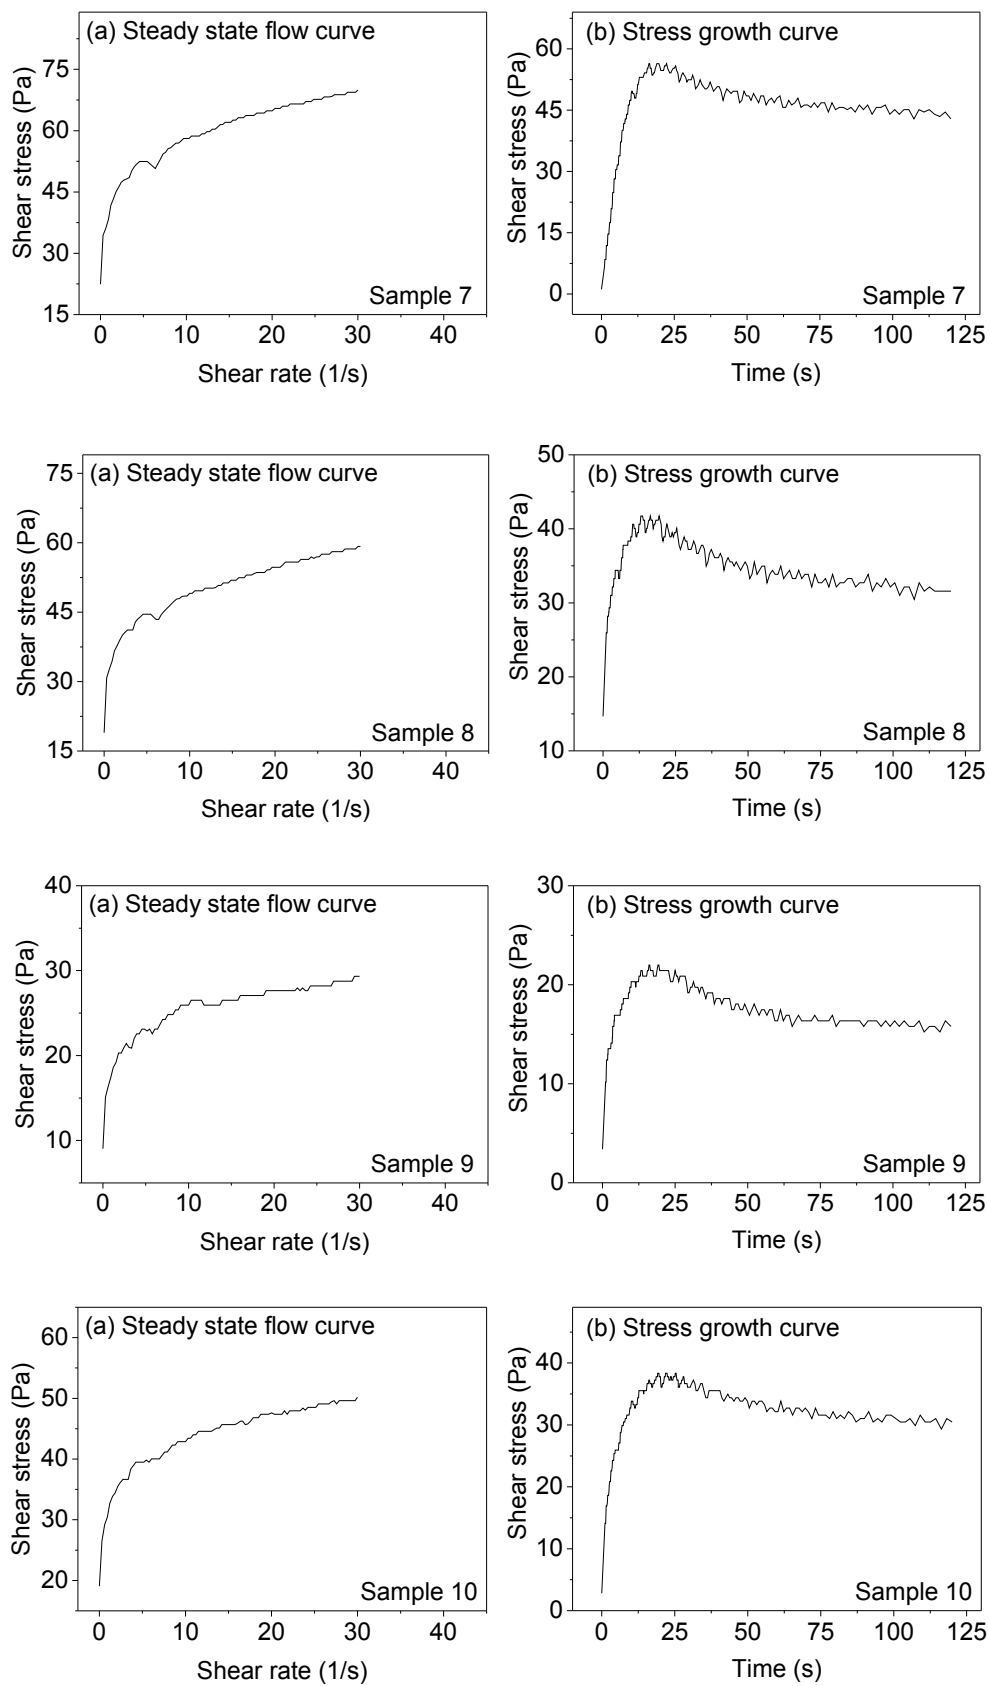 (a) Steady state flow curve
Shear stress (Pa)
75
60
45
30
15
Sample 7
0 10 20 30 40
Shear rate (1/s)
(b) Stress growth curve
Shear stress (Pa)
60
45
30
15
0
Sample 7
0 25 50 75 100 125
Time (s)
(a) Steady state flow curve
Shear stress (Pa)
75
60
45
30
15
Sample 8
0 10 20 30 40
Shear rate (1/s)
(b) Stress growth curve
Shear stress (Pa)
50
40
30
20
10
Sample 8
0 25 50 75 100 125
Time (s)
(a) Steady state flow curve
Shear stress (Pa)
40
30
20
10
Sample 9
0 10 20 30 40
Shear rate (1/s)
(b) Stress growth curve
Shear stress (Pa)
30
20
10
0
Sample 9
0 25 50 75 100 125
Time (s)
(a) Steady state flow curve
Shear stress (Pa)
60
50
40
30
20
Sample 10
0 10 20 30 40
Shear rate (1/s)
(b) Stress growth curve
Shear stress (Pa)
40
30
20
10
0
Sample 10
0 25 50 75 100 125
Time (s)